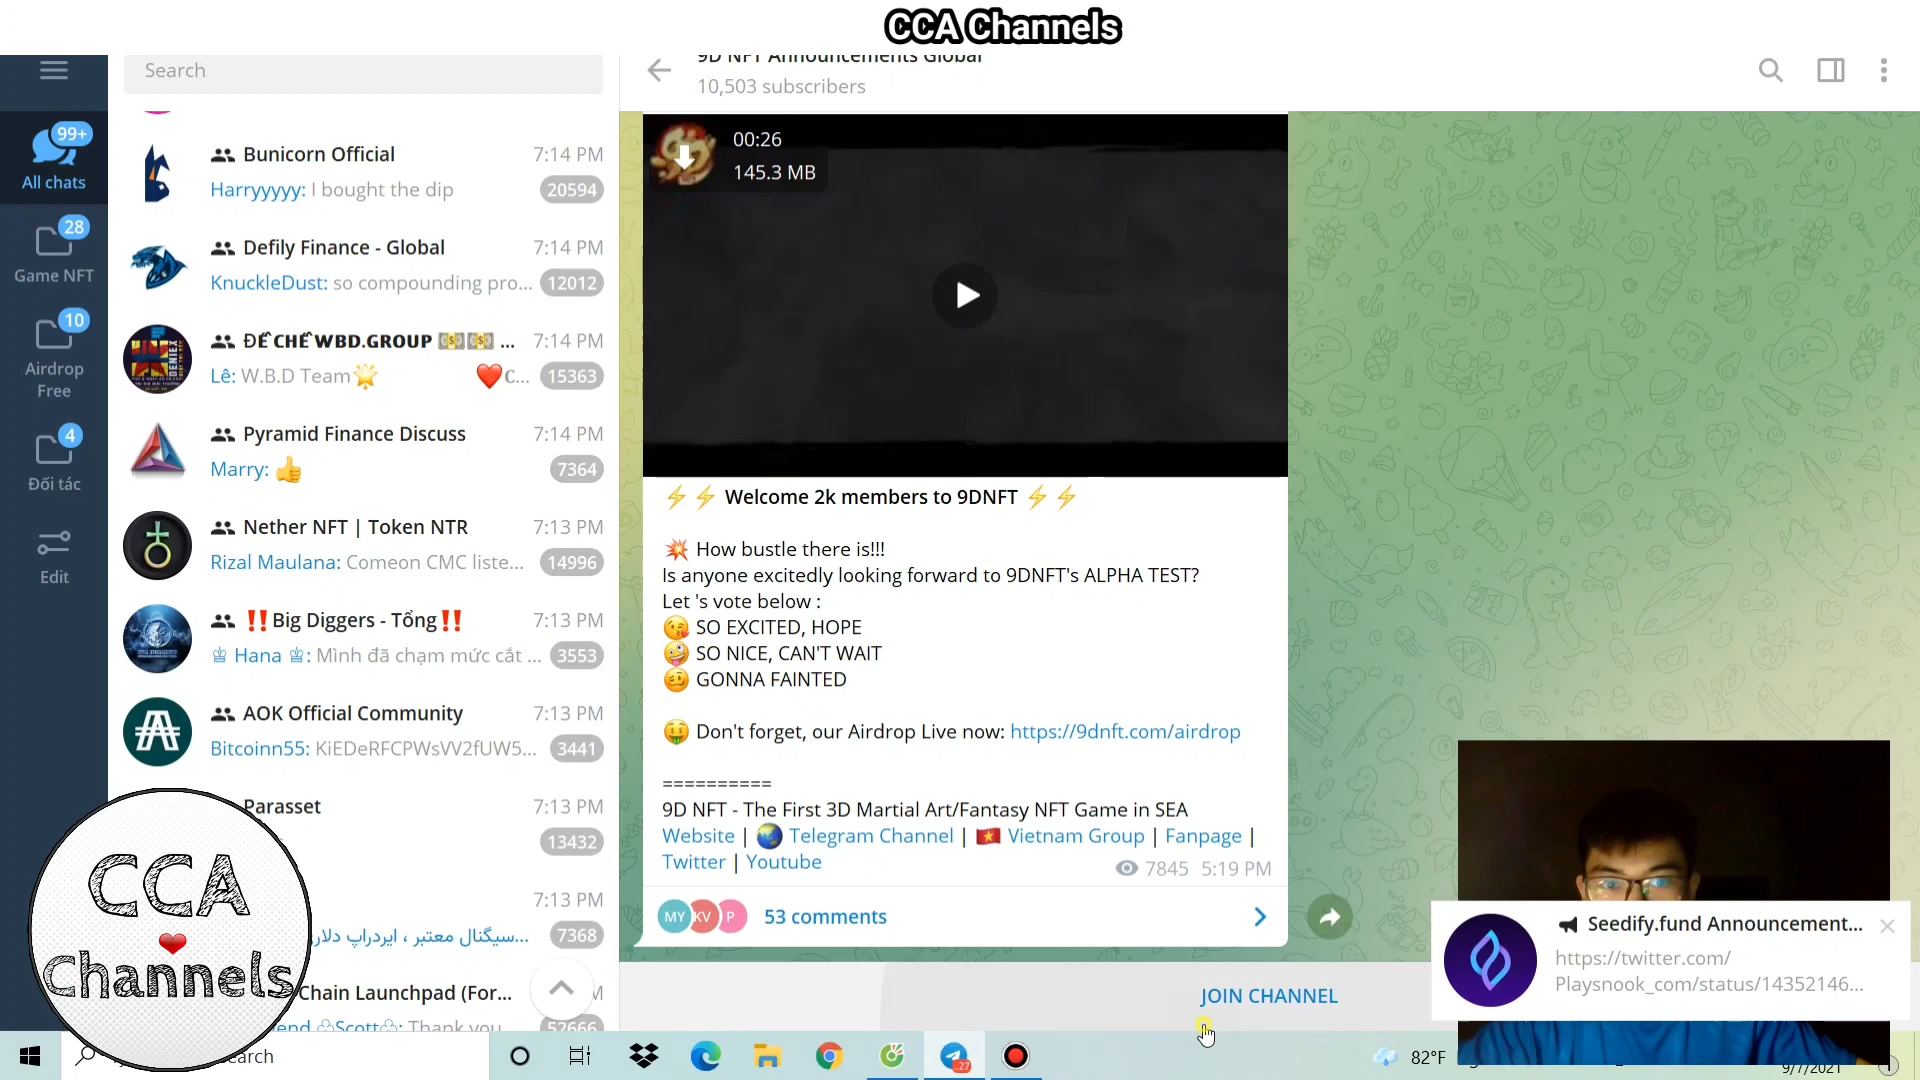 CCA Channels
Search
9D NFT Announcements Global
10,503 subscribers
99+
All chats
28
Game NFT
10
Airdrop
Free
4
Đối tác
Edit
Bunicorn Official 7:14 PM
Harryyyyy: I bought the dip 20594
Defily Finance - Global 7:14 PM
KnuckleDust: so compounding pro... 12012
ĐẾ CHẾ WBD.GROUP 💵💵 ... 7:14 PM
Lê: W.B.D Team🌟 ❤️C... 15363
Pyramid Finance Discuss 7:14 PM
Marry: 👍 7364
Nether NFT | Token NTR 7:13 PM
Rizal Maulana: Comeon CMC liste... 14996
‼️Big Diggers - Tổng‼️ 7:13 PM
♕ Hana ♕: Mình đã chạm mức cắt ... 3553
AOK Official Community 7:13 PM
Bitcoinn55: KiEDeRFCPWsVV2fUW5... 3441
Parasset 7:13 PM
13432
7:13 PM
سیگنال معتبر ، ایردراپ دلار... 7368
Chain Launchpad (For...
end ♧Scott♧: Thank you 52666
00:26
145.3 MB
⚡⚡ Welcome 2k members to 9DNFT ⚡⚡
💥 How bustle there is!!!
Is anyone excitedly looking forward to 9DNFT's ALPHA TEST?
Let 's vote below :
😘 SO EXCITED, HOPE
🤪 SO NICE, CAN'T WAIT
🥴 GONNA FAINTED
🤑 Don't forget, our Airdrop Live now: https://9dnft.com/airdrop
==========
9D NFT - The First 3D Martial Art/Fantasy NFT Game in SEA
Website | 🌏 Telegram Channel | 🇻🇳 Vietnam Group | Fanpage |
Twitter | Youtube
7845 5:19 PM
MY KV P 53 comments
JOIN CHANNEL
Seedify.fund Announcement...
https://twitter.com/
Playsnook_com/status/14352146...
CCA
Channels
earch
..27
82°F
9/7/2021
1